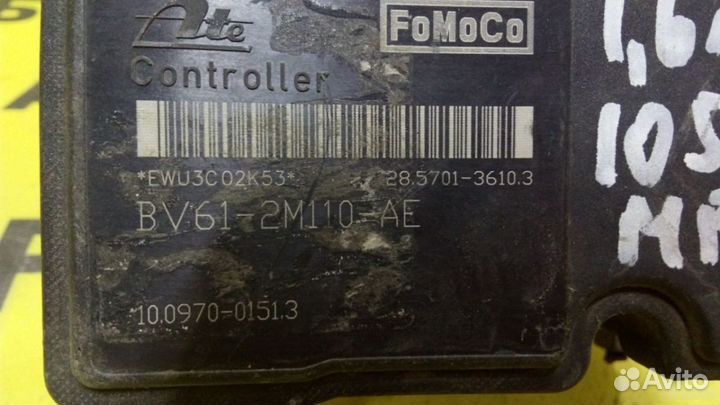 Ate
FoMoCo
Controller
*EWU3C02K53*
28.5701-3610.3
BV61-2M110-AE
10.0970-0151.3
1,6
105
Avito